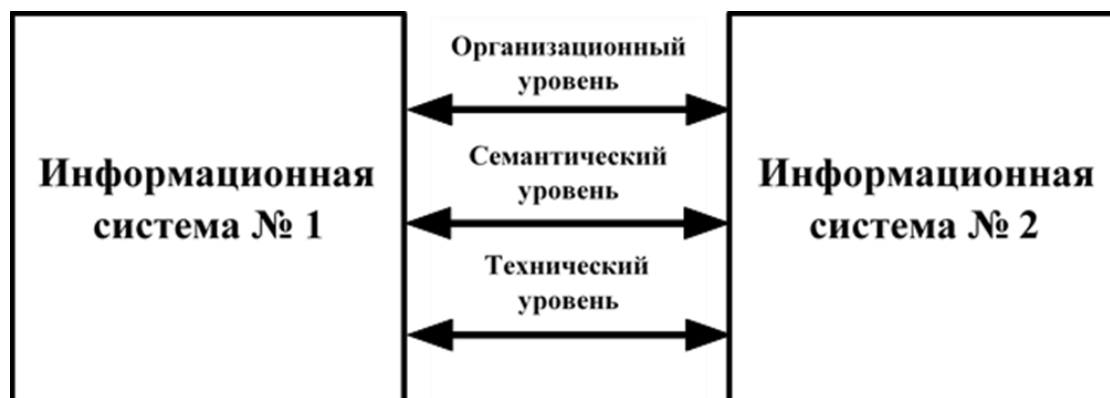 Информационная
система № 1
Организационный
уровень
Семантический
уровень
Технический
уровень
Информационная
система № 2